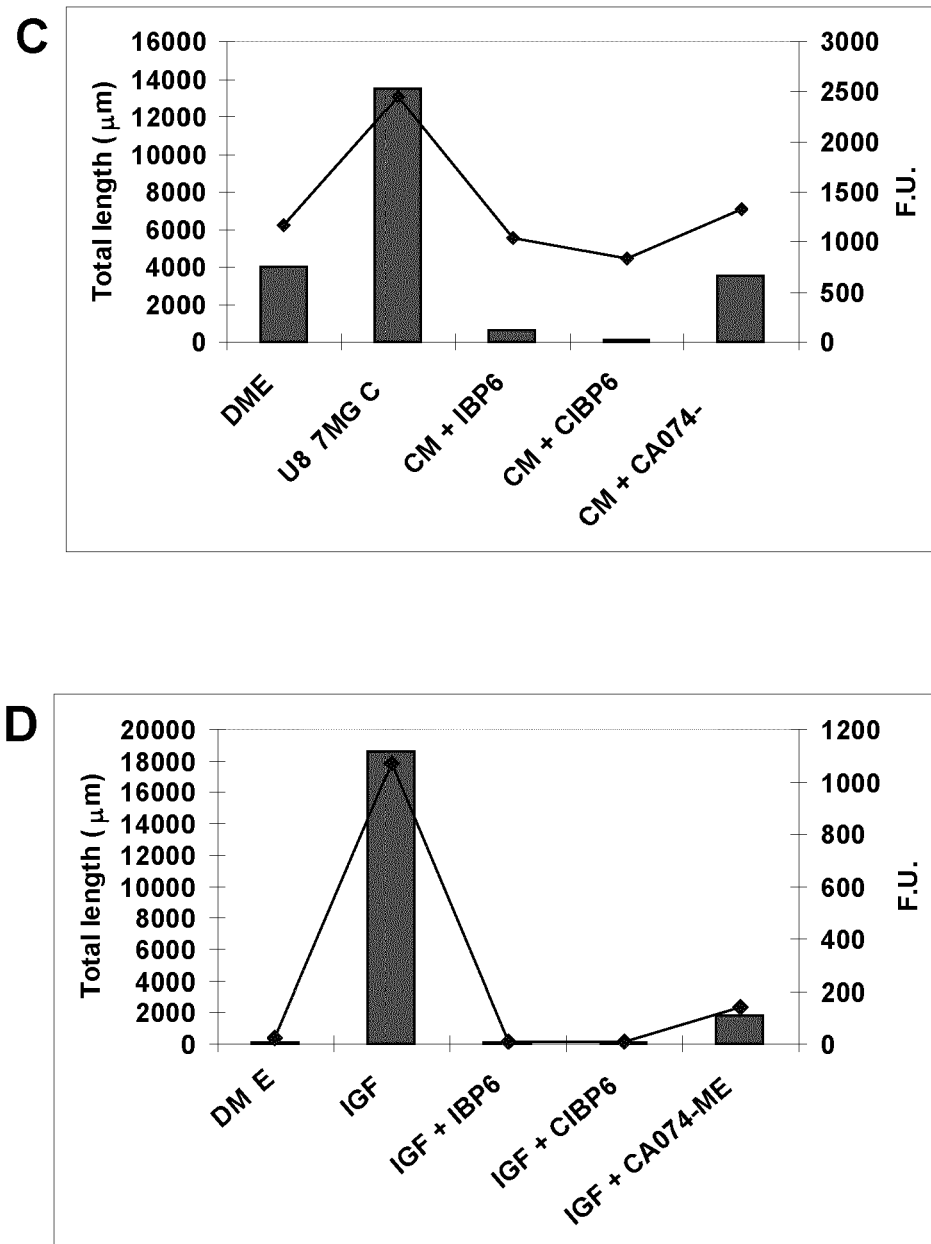 C
Total length (μm)
16000
14000
12000
10000
8000
6000
4000
2000
0
3000
2500
2000
1500
1000
500
0
F.U.
DME
U8 7MG C
CM + IBP6
CM + CIBP6
CM + CA074-
D
Total length (μm)
20000
18000
16000
14000
12000
10000
8000
6000
4000
2000
0
1200
1000
800
600
400
200
0
F.U.
DM E
IGF
IGF + IBP6
IGF + CIBP6
IGF + CA074-ME